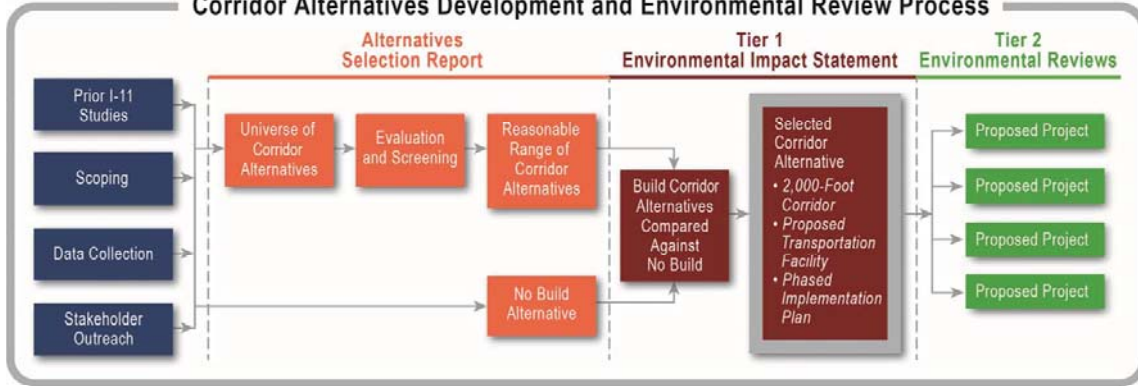 Corridor Alternatives Development and Environmental Review Process
Alternatives
Selection Report
Tier 1
Environmental Impact Statement
Tier 2
Environmental Reviews
Prior I-11
Studies
Scoping
Data Collection
Stakeholder
Outreach
Universe of
Corridor
Alternatives
Evaluation
and Screening
Reasonable
Range of
Corridor
Alternatives
No Build
Alternative
Build Corridor
Alternatives
Compared
Against
No Build
Selected
Corridor
Alternative
• 2,000-Foot
Corridor
• Proposed
Transportation
Facility
• Phased
Implementation
Plan
Proposed Project
Proposed Project
Proposed Project
Proposed Project